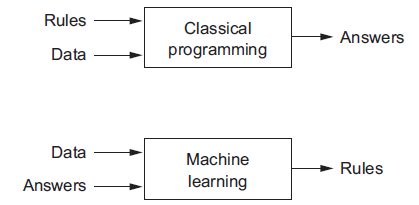 Rules
Data
Classical
programming
Answers
Data
Answers
Machine
learning
Rules